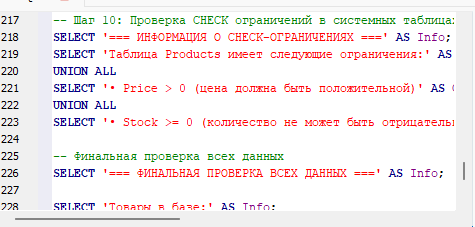 217 -- Шаг 10: Проверка CHECK ограничений в системных таблицах
218 SELECT '=== ИНФОРМАЦИЯ О CHECK-ОГРАНИЧЕНИЯХ ===' AS Info;
219 SELECT 'Таблица Products имеет следующие ограничения:' AS
220 UNION ALL
221 SELECT '• Price > 0 (цена должна быть положительной)' AS
222 UNION ALL
223 SELECT '• Stock >= 0 (количество не может быть
224
225 -- Финальная проверка всех данных
226 SELECT '=== ФИНАЛЬНАЯ ПРОВЕРКА ВСЕХ ДАННЫХ ===' AS Info;
227
228 SELECT 'Товары в базе:' AS Info;